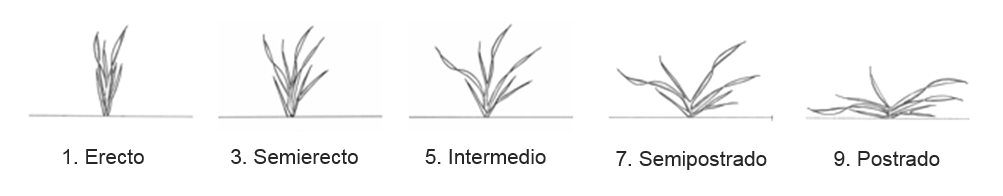 1. Erecto 3. Semierecto 5. Intermedio 7. Semipostrado 9. Postrado